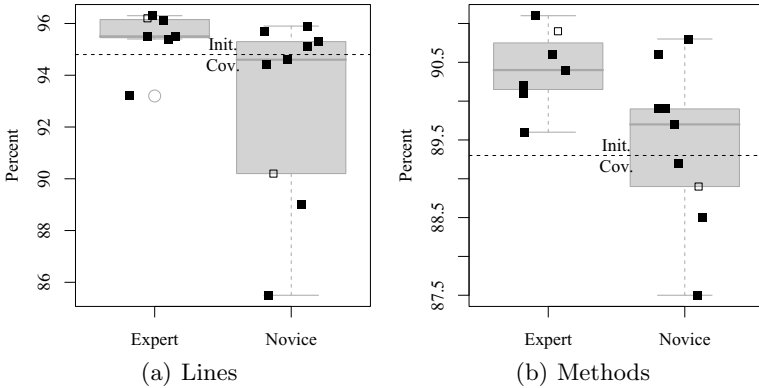 96
94
92
90
88
86
Percent
Init.
Cov.
Expert
Novice
(a) Lines
90.5
89.5
88.5
87.5
Percent
Init.
Cov.
Expert
Novice
(b) Methods